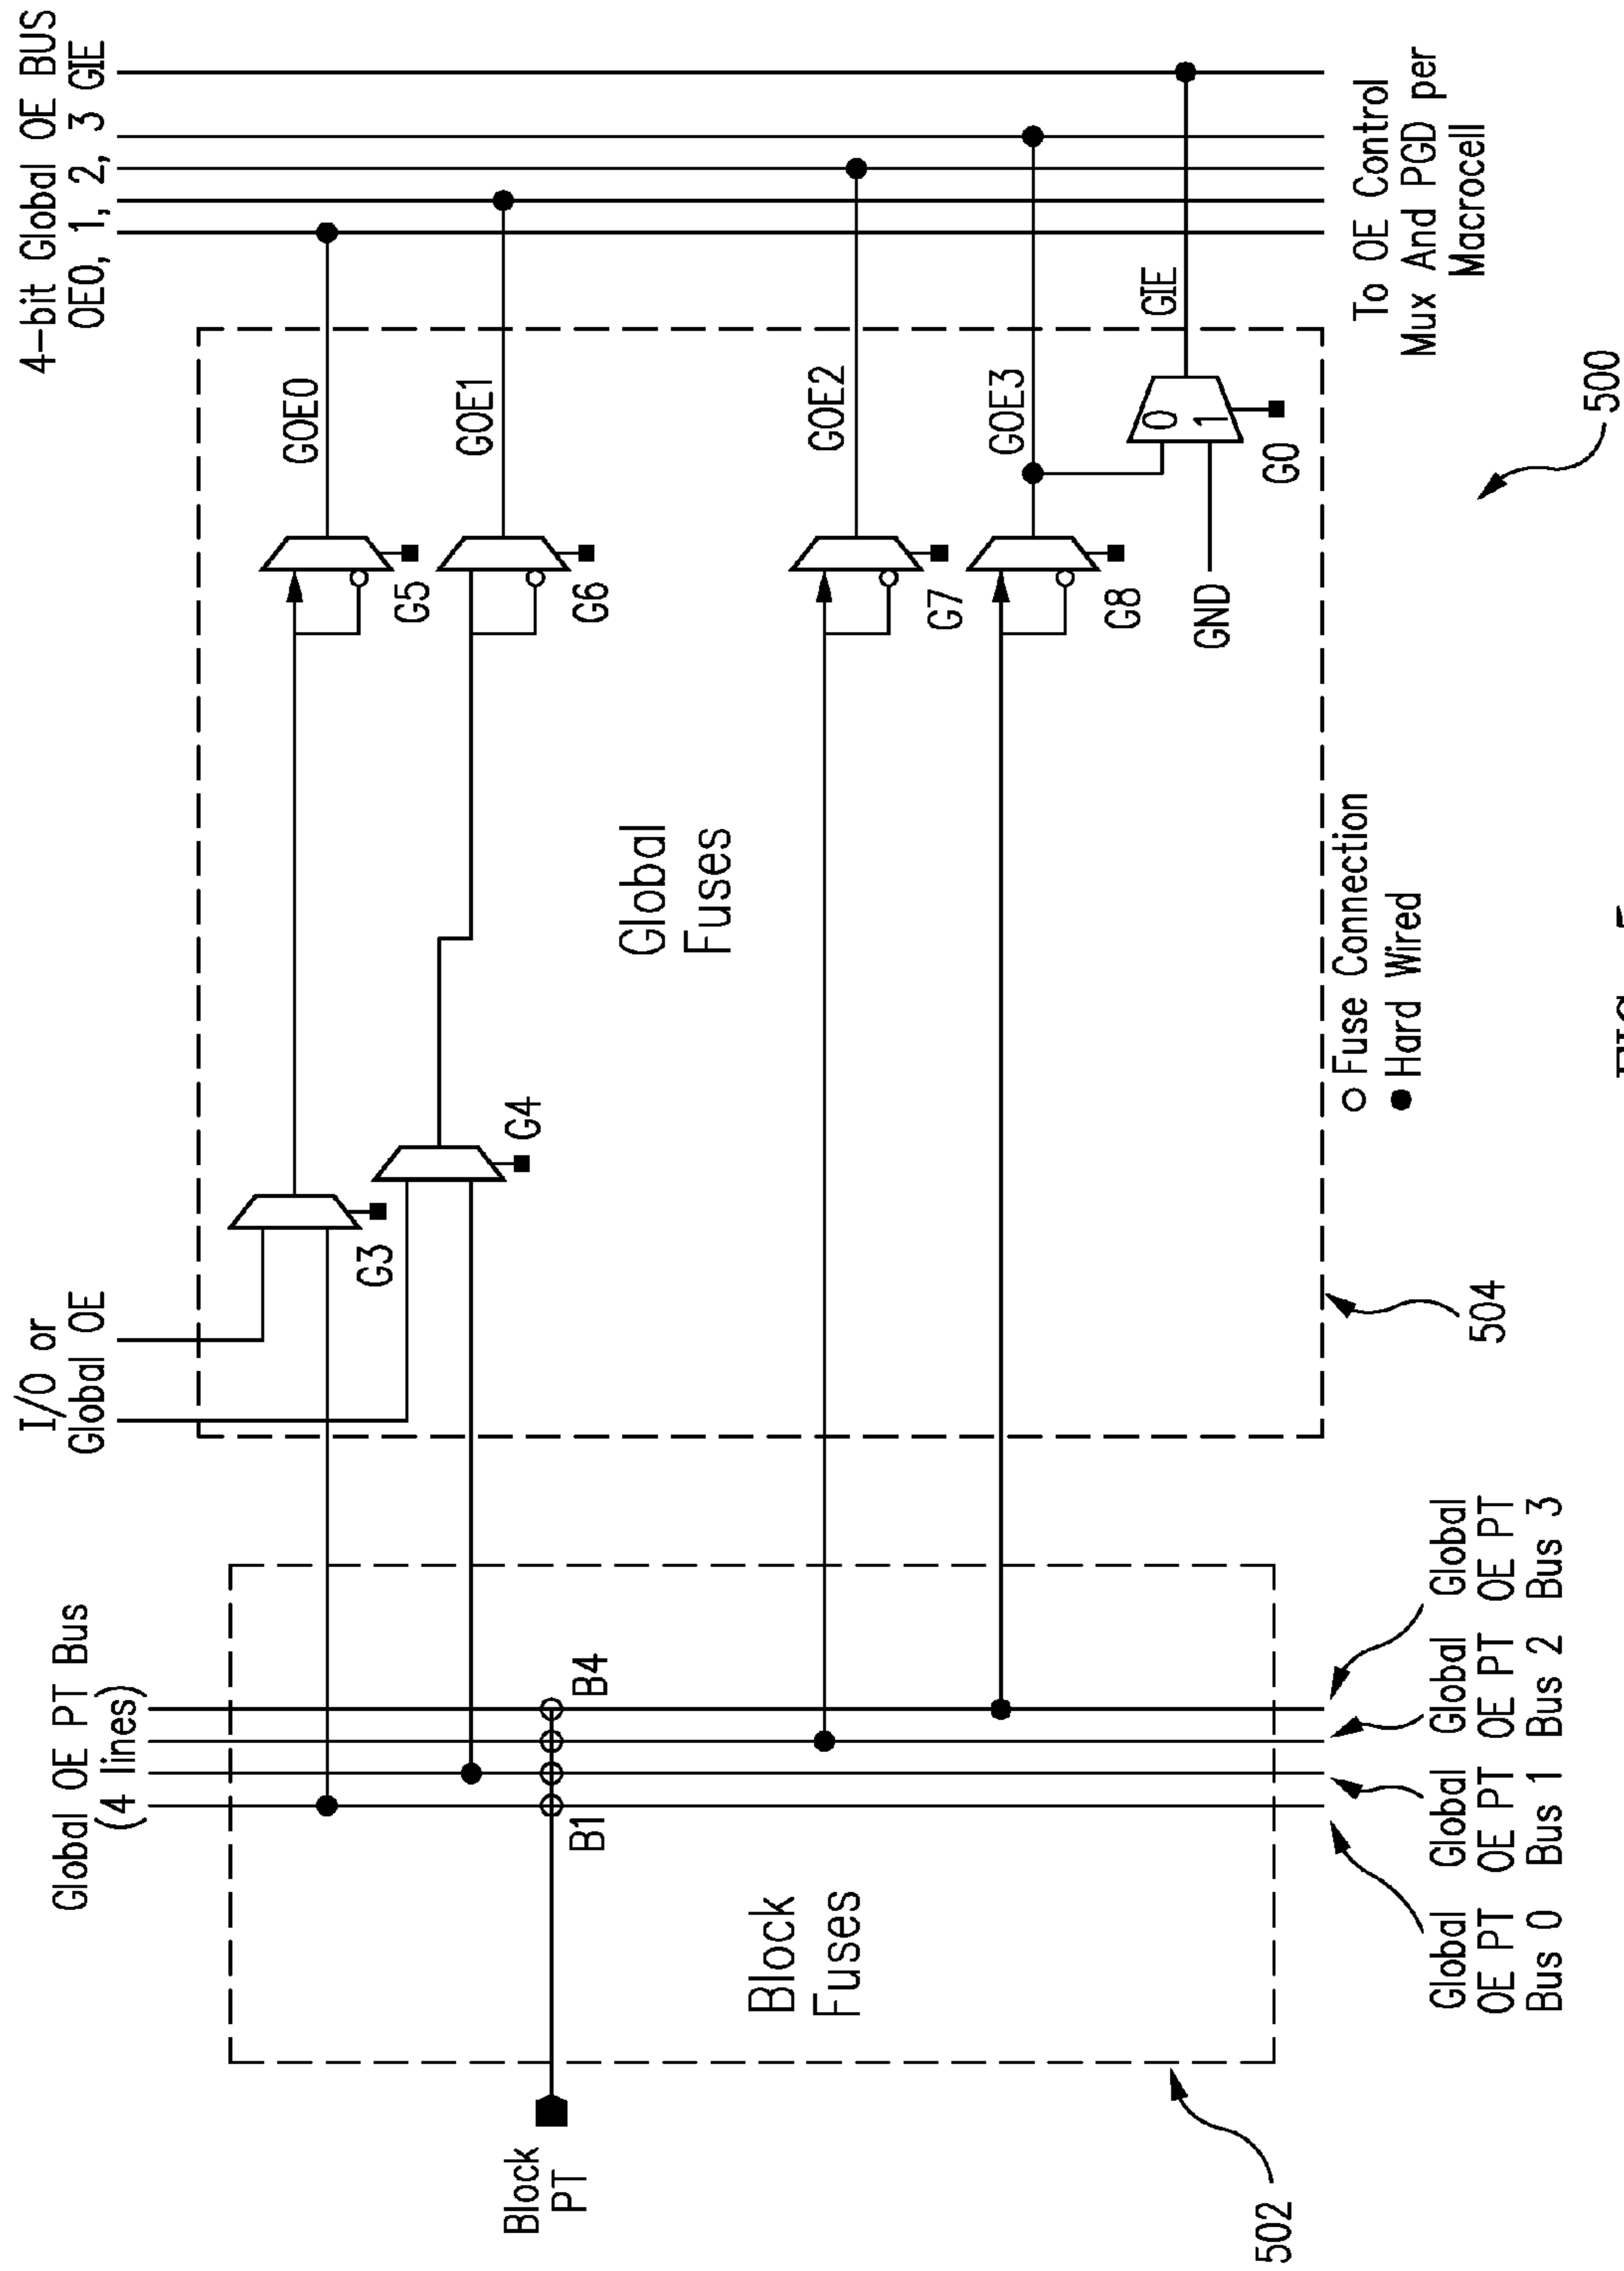 4-bit Global OE BUS
OE0, 1, 2, 3 GIE
I/O or
Global OE
Global OE PT Bus
(4 lines)
GOE0
GOE1
GOE2
GOE3
GIE
G3
G4
G5
G6
G7
G8
0
1
G0
GND
Global
Fuses
Block
PT
B1
B4
Block
Fuses
To OE Control
Mux And PGD per
Macrocell
Fuse Connection
Hard Wired
Global
OE PT
Bus 0
Global
OE PT
Bus 1
Global
OE PT
Bus 2
Global
OE PT
Bus 3
502
504
500